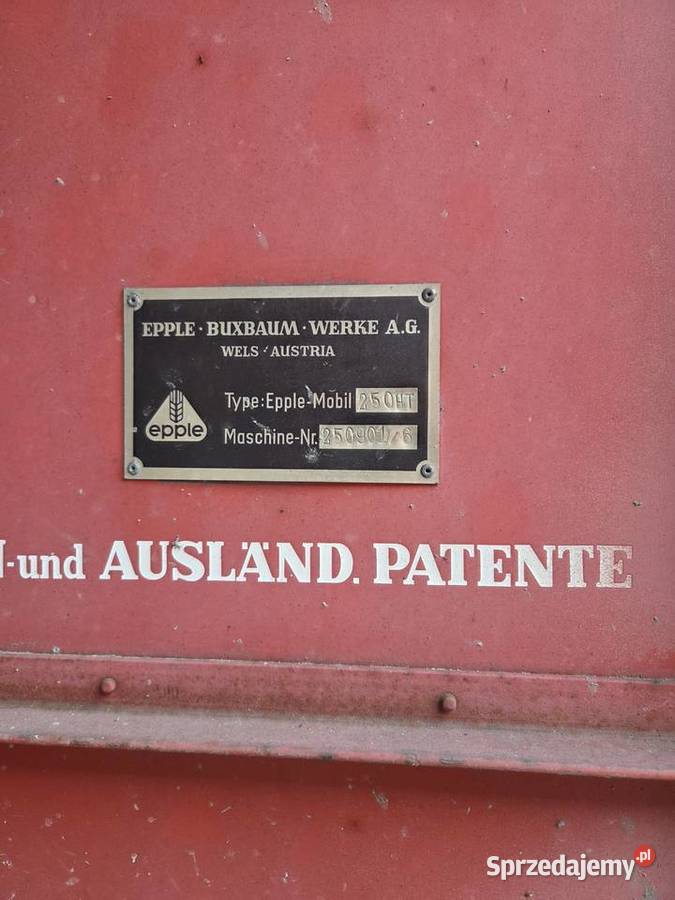 EPPLE · BUXBAUM · WERKE A.G.
WELS · AUSTRIA
Type: Epple-Mobil 250HT
epple
Maschine-Nr. 250901/6
N-und AUSLÄND. PATENTE
Sprzedajemy.pl